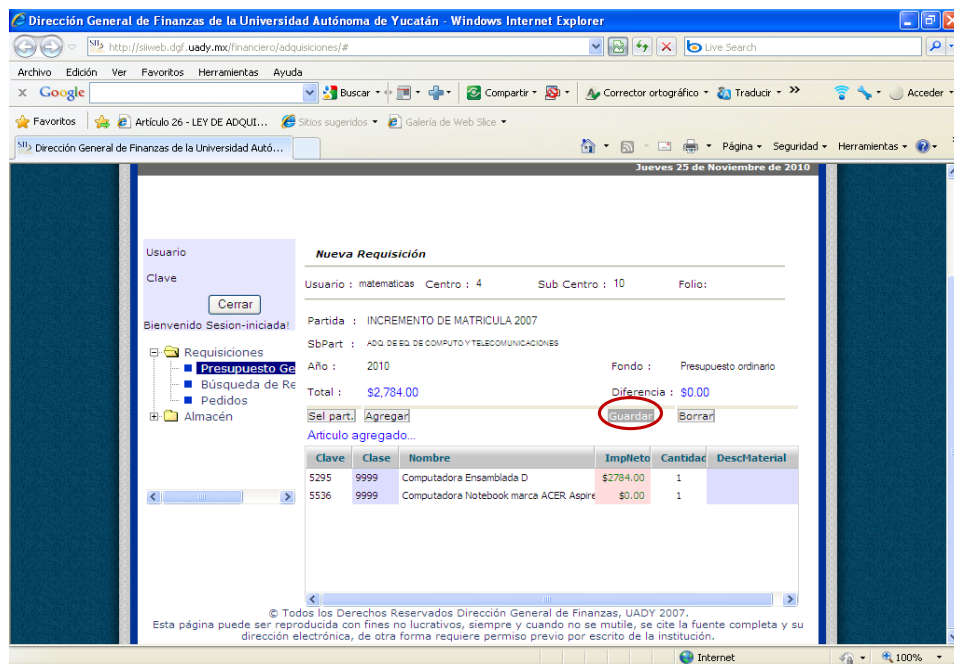 Dirección General de Finanzas de la Universidad Autónoma de Yucatán - Windows Internet Explorer
http://siiweb.dgf.uady.mx/financiero/adquisiciones/# Live Search
Archivo Edición Ver Favoritos Herramientas Ayuda
x Google Buscar Compartir Corrector ortográfico Traducir >> Acceder
Favoritos Artículo 26 - LEY DE ADQUI... Sitios sugeridos Galería de Web Slice
Dirección General de Finanzas de la Universidad Autó... Página Seguridad Herramientas
Jueves 25 de Noviembre de 2010
Usuario
Clave
Cerrar
Bienvenido Sesion-iniciada!
Requisiciones
Presupuesto Ge
Búsqueda de Re
Pedidos
Almacén
Nueva Requisición
Usuario : matematicas Centro : 4 Sub Centro : 10 Folio:
Partida : INCREMENTO DE MATRICULA 2007
SbPart : ADQ. DE EQ. DE COMPUTO Y TELECOMUNICACIONES
Año : 2010 Fondo : Presupuesto ordinario
Total : $2,784.00 Diferencia : $0.00
Sel part. Agregar Guardar Borrar
Articulo agregado...
Clave Clase Nombre ImpNeto Cantidad DescMaterial
5295 9999 Computadora Ensamblada D $2784.00 1
5536 9999 Computadora Notebook marca ACER Aspire $0.00 1
© Todos los Derechos Reservados Dirección General de Finanzas, UADY 2007.
Esta página puede ser reproducida con fines no lucrativos, siempre y cuando no se mutile, se cite la fuente completa y su
dirección electrónica, de otra forma requiere permiso previo por escrito de la institución.
Internet 100%